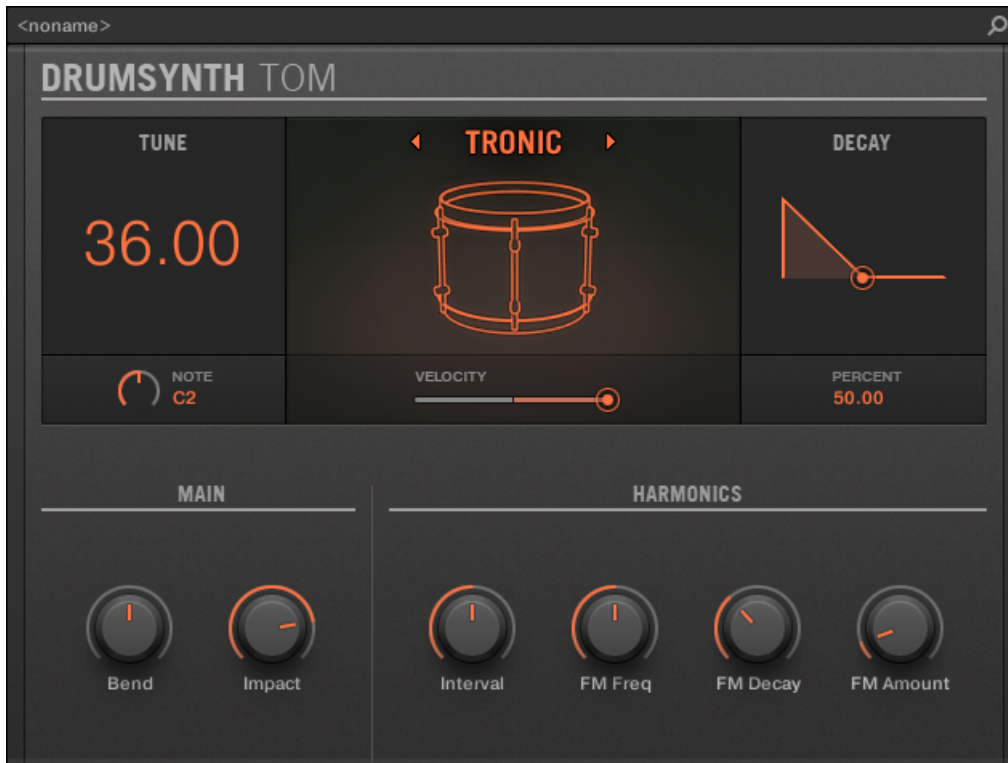 <noname>
DRUMSYNTH TOM
TUNE
TRONIC
DECAY
36.00
NOTE
C2
VELOCITY
PERCENT
50.00
MAIN
HARMONICS
Bend
Impact
Interval
FM Freq
FM Decay
FM Amount